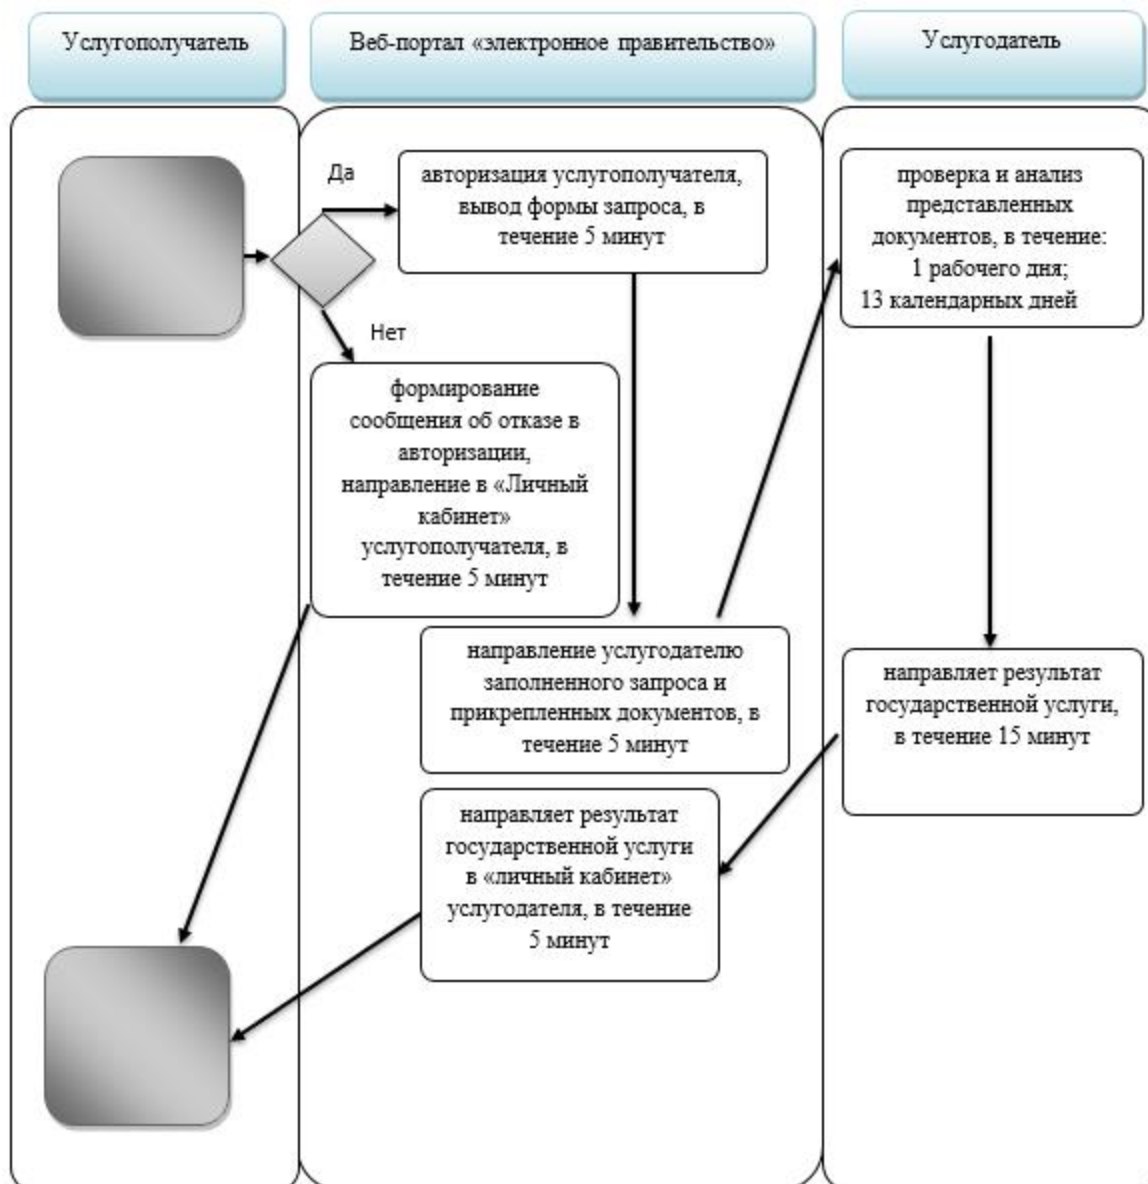 Услугополучатель
Веб-портал «электронное правительство»
Услугодатель
Да
авторизация услугополучателя,
вывод формы запроса, в
течение 5 минут
проверка и анализ
представленных
документов, в течение:
1 рабочего дня;
13 календарных дней
Нет
формирование
сообщения об отказе в
авторизации,
направление в «Личный
кабинет»
услугополучателя, в
течение 5 минут
направление услугодателю
заполненного запроса и
прикрепленных документов, в
течение 5 минут
направляет результат
государственной услуги,
в течение 15 минут
направляет результат
государственной услуги
в «личный кабинет»
услугодателя, в течение
5 минут